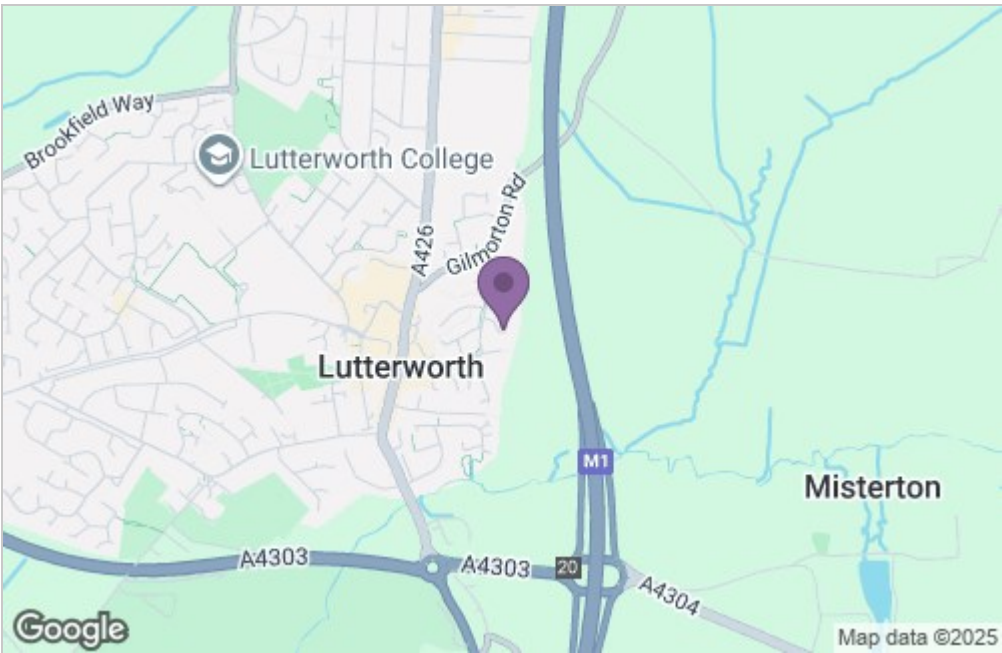 Brookfield Way
Lutterworth College
A426
Gilmorton Rd
Lutterworth
M1
Misterton
A4303
A4303
20
A4304
Google
Map data ©2025